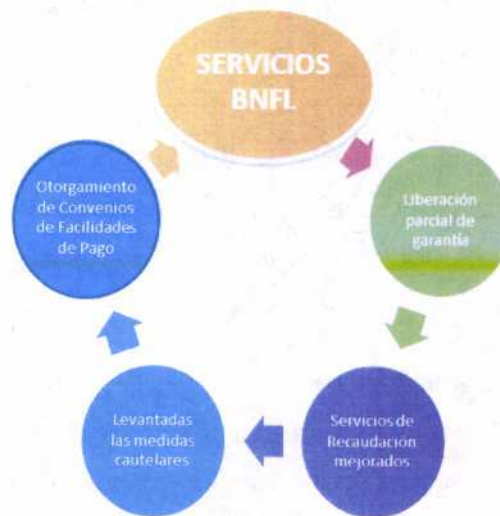 SERVICIOS
BNFL
Liberación
parcial de
garantía
Servicios de
Recaudación
mejorados
Levantadas
las medidas
cautelares
Otorgamiento
de Convenios
de Facilidades
de Pago